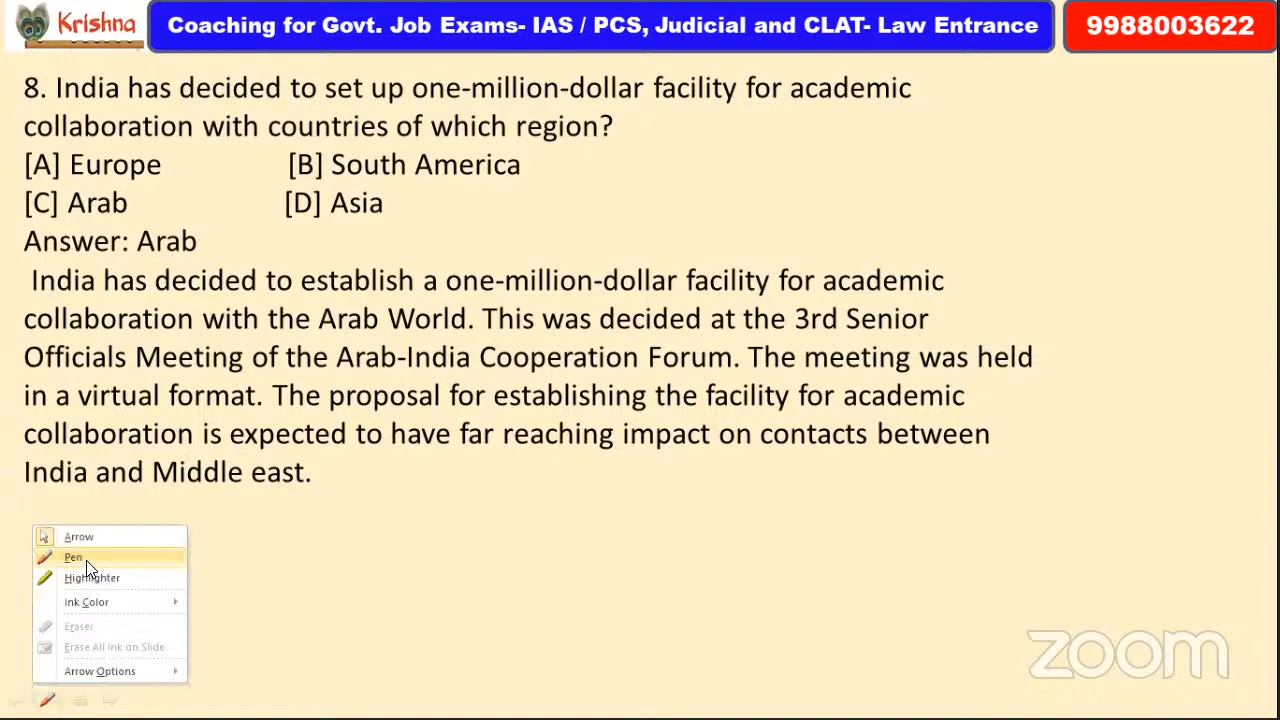 Krishna
Coaching for Govt. Job Exams- IAS / PCS, Judicial and CLAT- Law Entrance
9988003622
8. India has decided to set up one-million-dollar facility for academic
collaboration with countries of which region?
[A] Europe [B] South America
[C] Arab [D] Asia
Answer: Arab
India has decided to establish a one-million-dollar facility for academic
collaboration with the Arab World. This was decided at the 3rd Senior
Officials Meeting of the Arab-India Cooperation Forum. The meeting was held
in a virtual format. The proposal for establishing the facility for academic
collaboration is expected to have far reaching impact on contacts between
India and Middle east.
Arrow
Pen
Highlighter
Ink Color
Eraser
Erase All Ink on Slide
Arrow Options
zoom